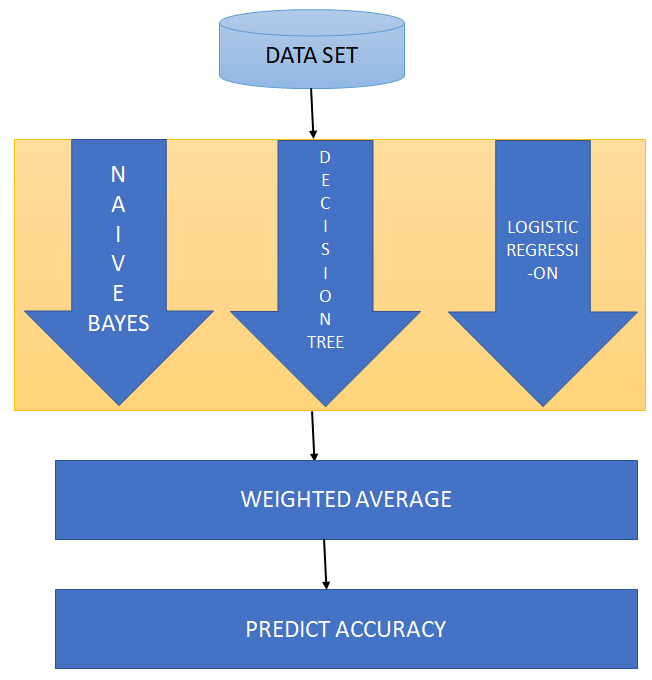 DATA SET
N
A
I
V
E
BAYES
D
E
C
I
S
I
O
N
TREE
LOGISTIC
REGRESSI
-ON
WEIGHTED AVERAGE
PREDICT ACCURACY